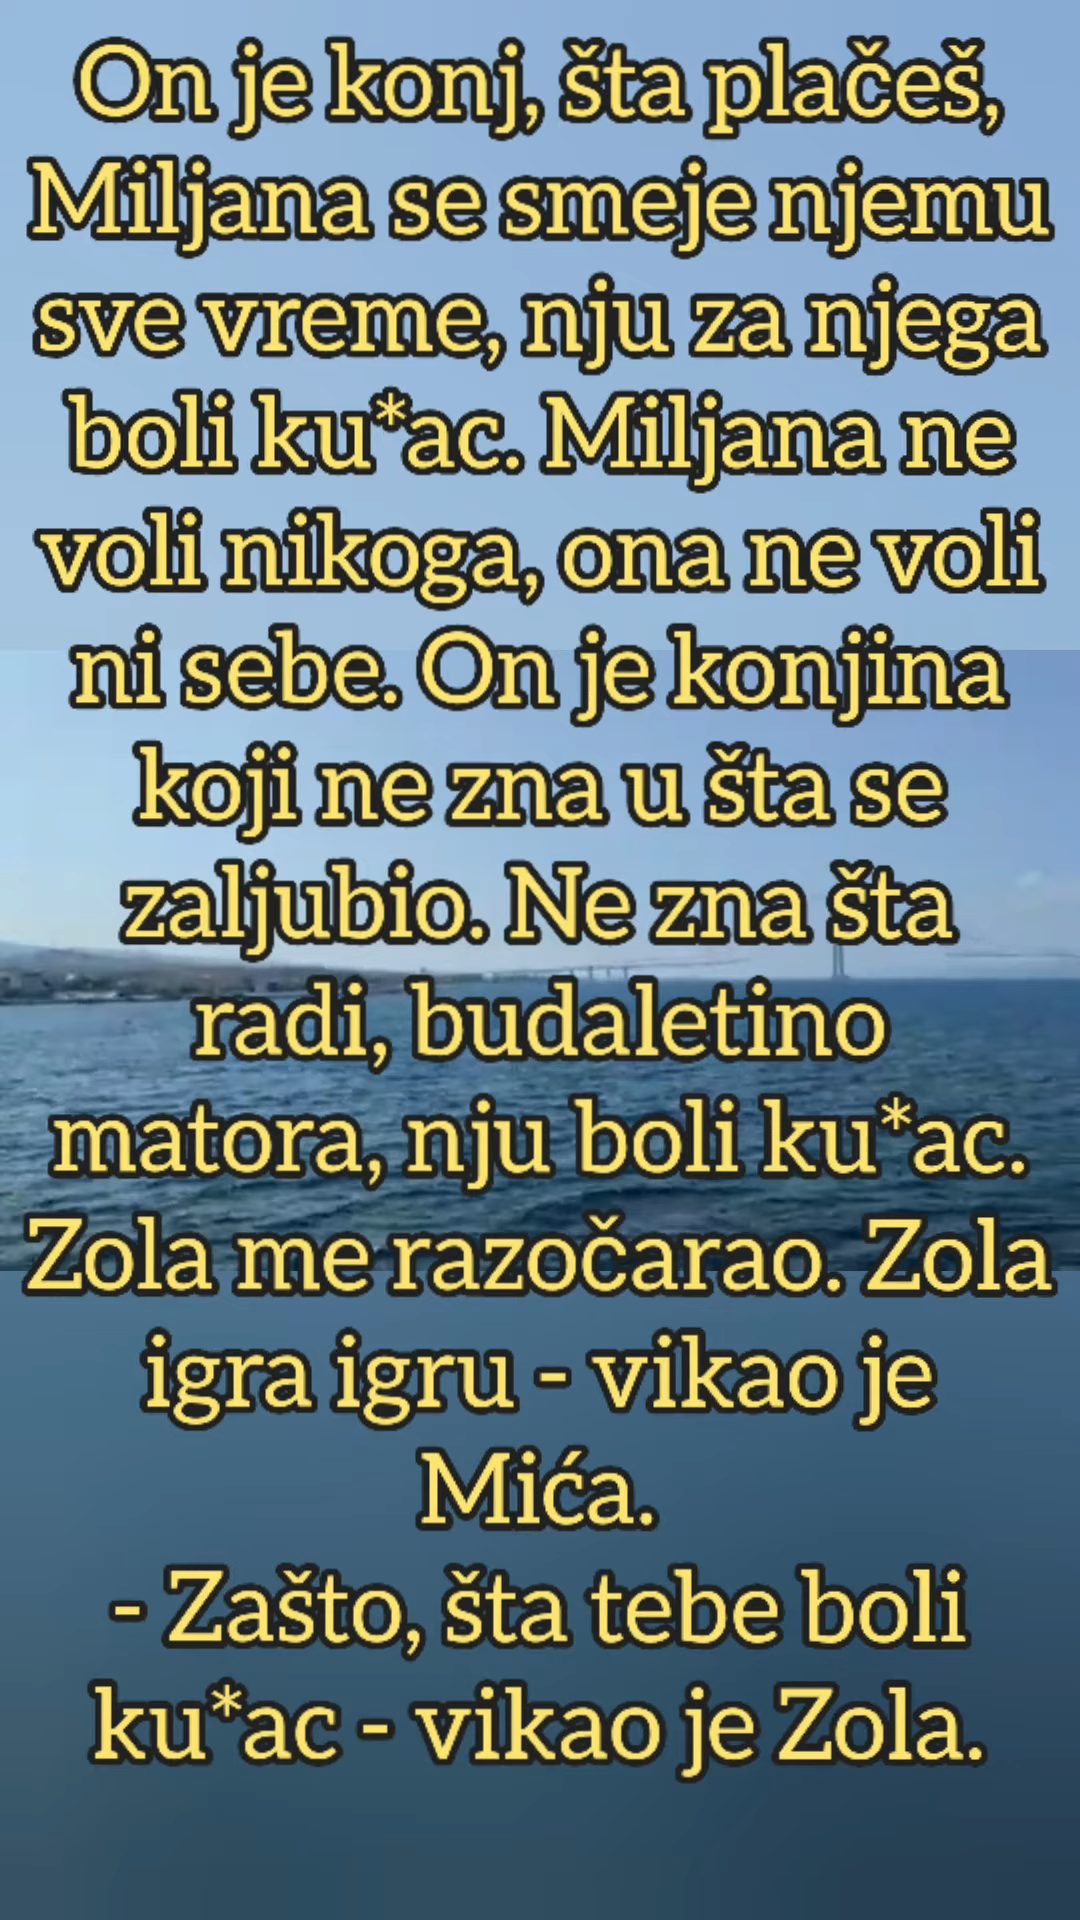 On je konj, šta plačeš,
Miljana se smeje njemu
sve vreme, nju za njega
boli ku*ac. Miljana ne
voli nikoga, ona ne voli
ni sebe. On je konjina
koji ne zna u šta se
zaljubio. Ne zna šta
radi, budaletino
matora, nju boli ku*ac.
Zola me razočarao. Zola
igra igru - vikao je
Mića.
- Zašto, šta tebe boli
ku*ac - vikao je Zola.